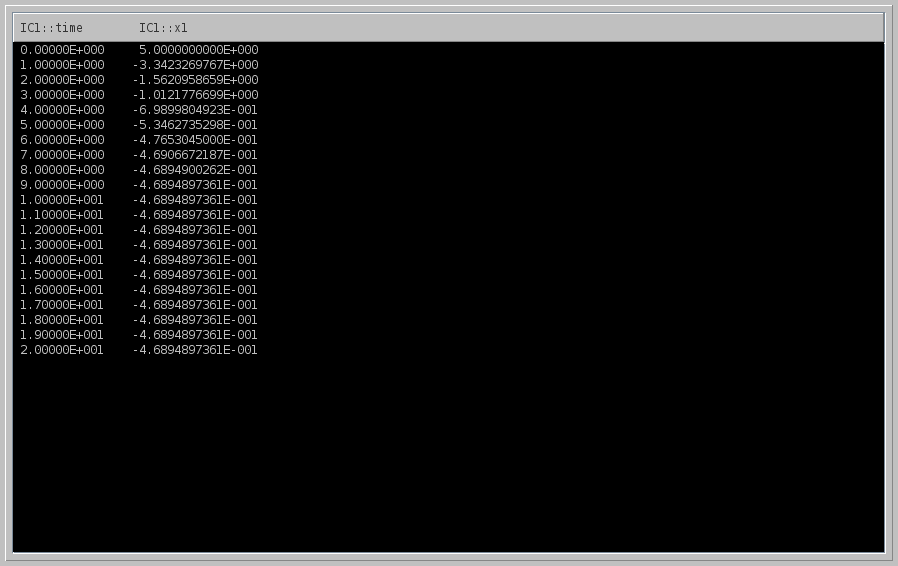 IC1::time IC1::x1
0.00000E+000 5.0000000000E+000
1.00000E+000 -3.3423269767E+000
2.00000E+000 -1.5620958659E+000
3.00000E+000 -1.0121776699E+000
4.00000E+000 -6.9899804923E-001
5.00000E+000 -5.3462735298E-001
6.00000E+000 -4.7653045000E-001
7.00000E+000 -4.6906672187E-001
8.00000E+000 -4.6894900262E-001
9.00000E+000 -4.6894897361E-001
1.00000E+001 -4.6894897361E-001
1.10000E+001 -4.6894897361E-001
1.20000E+001 -4.6894897361E-001
1.30000E+001 -4.6894897361E-001
1.40000E+001 -4.6894897361E-001
1.50000E+001 -4.6894897361E-001
1.60000E+001 -4.6894897361E-001
1.70000E+001 -4.6894897361E-001
1.80000E+001 -4.6894897361E-001
1.90000E+001 -4.6894897361E-001
2.00000E+001 -4.6894897361E-001